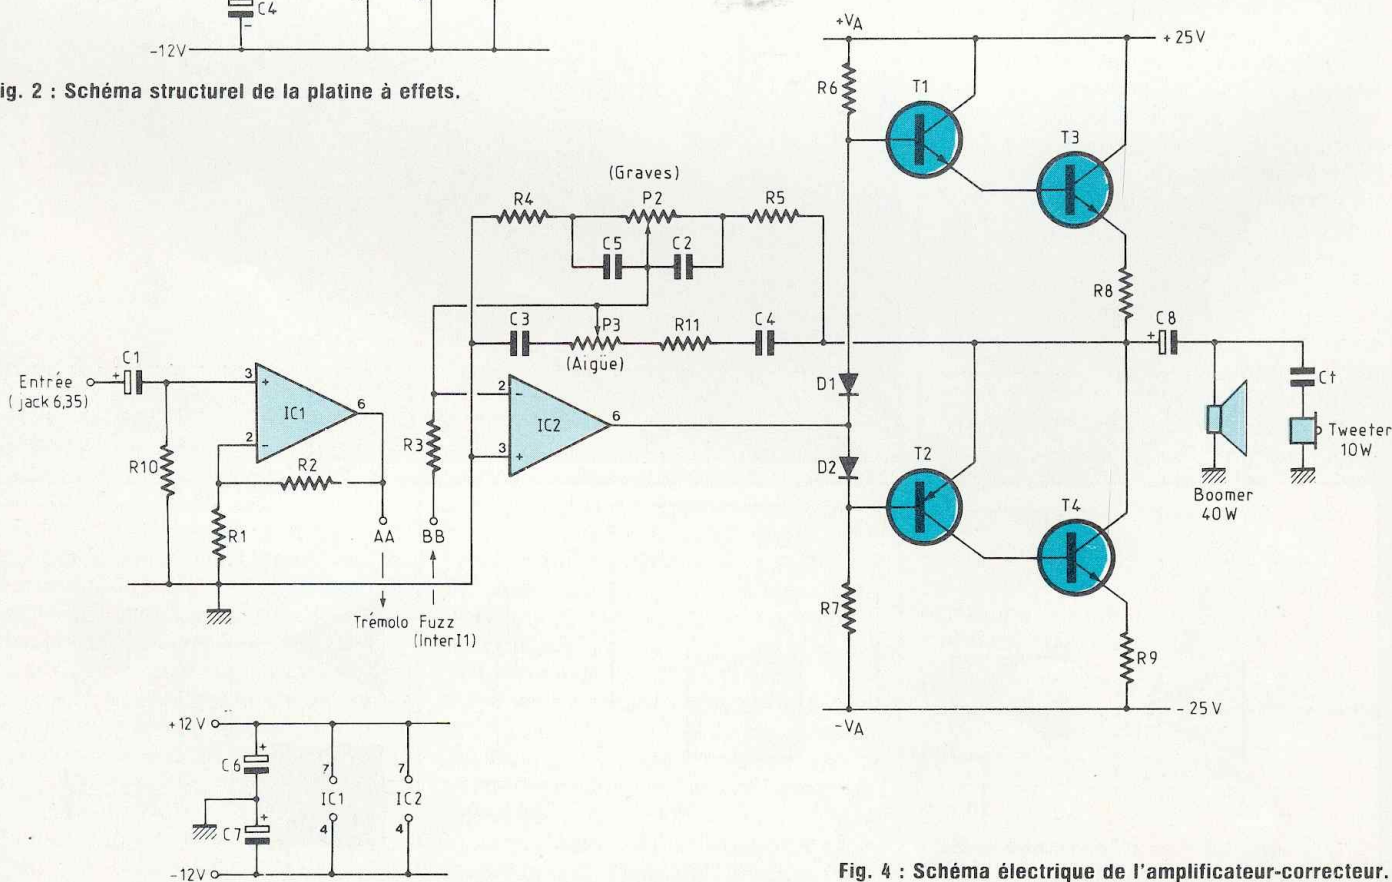 C4
-
-12V
ig. 2 : Schéma structurel de la platine à effets.
+VA
+25V
R6
T1
T3
(Graves)
R4
P2
R5
C5
C2
R8
C3
P3
R11
C4
(Aigüe)
C8
+
C1
+
Entrée
(jack 6,35)
3
+
IC1
6
2
-
R10
R2
R1
R3
2
-
IC2
6
3
+
D1
D2
Ct
Tweeter
10W
Boomer
40W
T2
T4
AA
BB
Trémolo
Fuzz
(Inter I1)
R7
R9
-VA
-25V
+12V
+
C6
7
7
IC1
IC2
+
C7
4
4
-12V
Fig. 4 : Schéma électrique de l'amplificateur-correcteur.